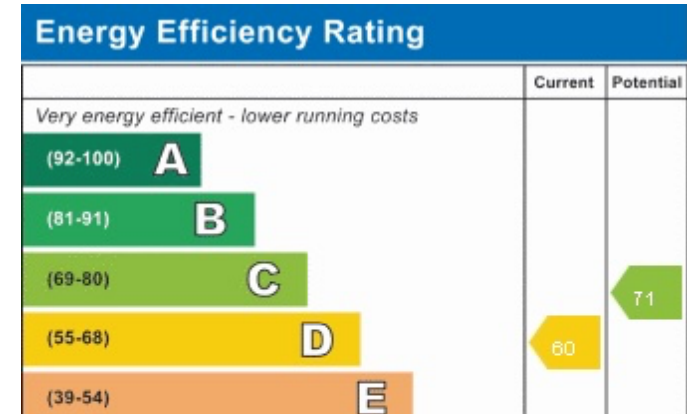 Energy Efficiency Rating
Current Potential
Very energy efficient - lower running costs
(92-100) A
(81-91) B
(69-80) C
71
(55-68) D
60
(39-54) E